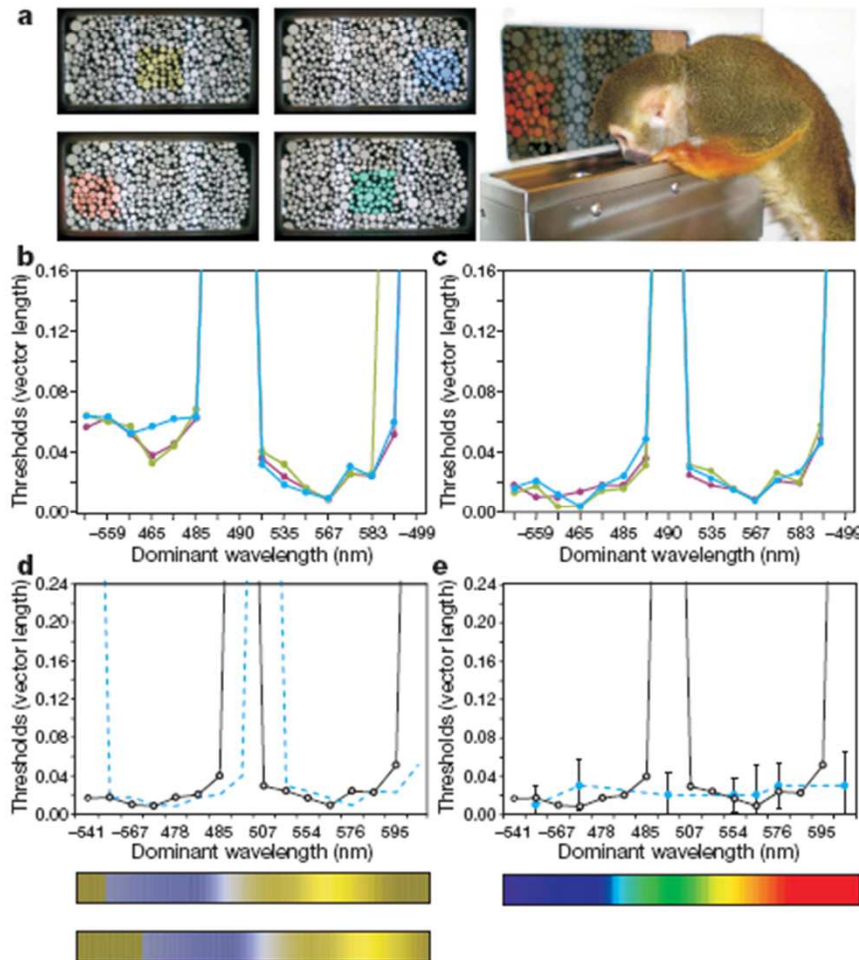 a
b
c
0.16
0.12
0.08
0.04
0.00
Thresholds (vector length)
−559 465 485 490 535 567 583 −499
Dominant wavelength (nm)
0.16
0.12
0.08
0.04
0.00
Thresholds (vector length)
−559 465 485 490 535 567 583 −499
Dominant wavelength (nm)
d
e
0.24
0.20
0.16
0.12
0.08
0.04
0.00
Thresholds (vector length)
−541 −567 478 485 507 554 576 595
Dominant wavelength (nm)
0.24
0.20
0.16
0.12
0.08
0.04
0.00
Thresholds (vector length)
−541 −567 478 485 507 554 576 595
Dominant wavelength (nm)